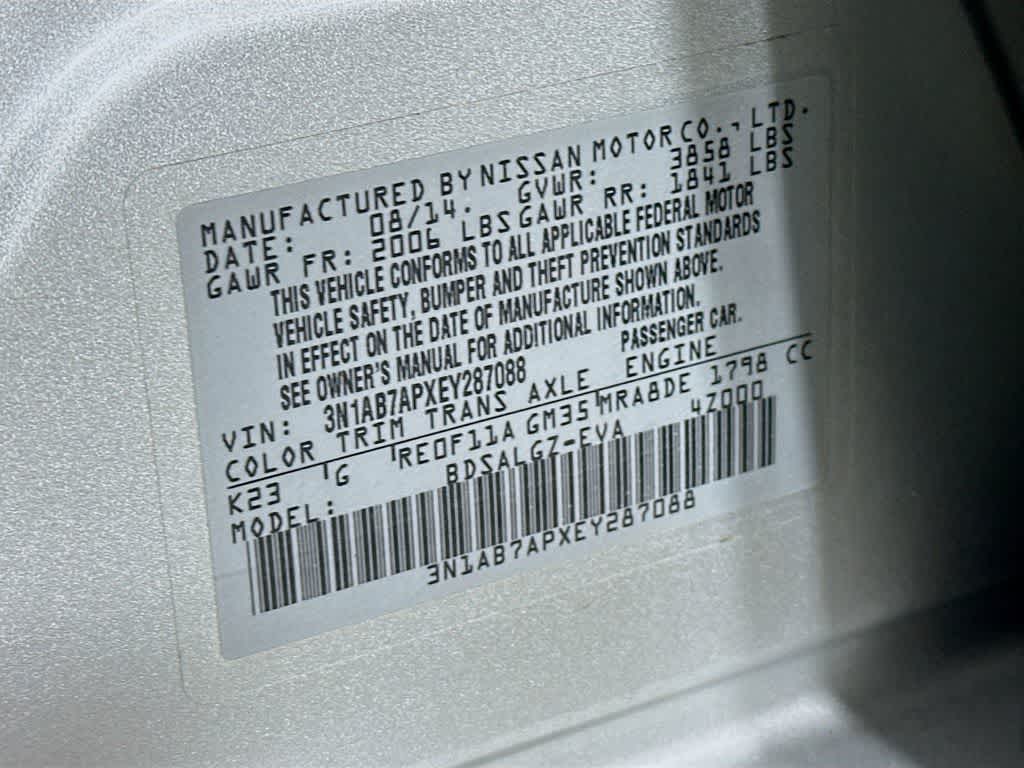 MANUFACTURED BY NISSAN MOTOR CO., LTD.
DATE: 08/14. GVWR: 3858 LBS
GAWR FR: 2006 LBS GAWR RR: 1841 LBS
THIS VEHICLE CONFORMS TO ALL APPLICABLE FEDERAL MOTOR
VEHICLE SAFETY, BUMPER AND THEFT PREVENTION STANDARDS
IN EFFECT ON THE DATE OF MANUFACTURE SHOWN ABOVE.
SEE OWNER'S MANUAL FOR ADDITIONAL INFORMATION.
VIN: 3N1AB7APXEY287088 PASSENGER CAR.
COLOR TRIM TRANS AXLE ENGINE
K23 G RE0F11A GM35 MRA8DE 1798 CC
MODEL: BDSALGZ-EVA 4Z000
3N1AB7APXEY287088